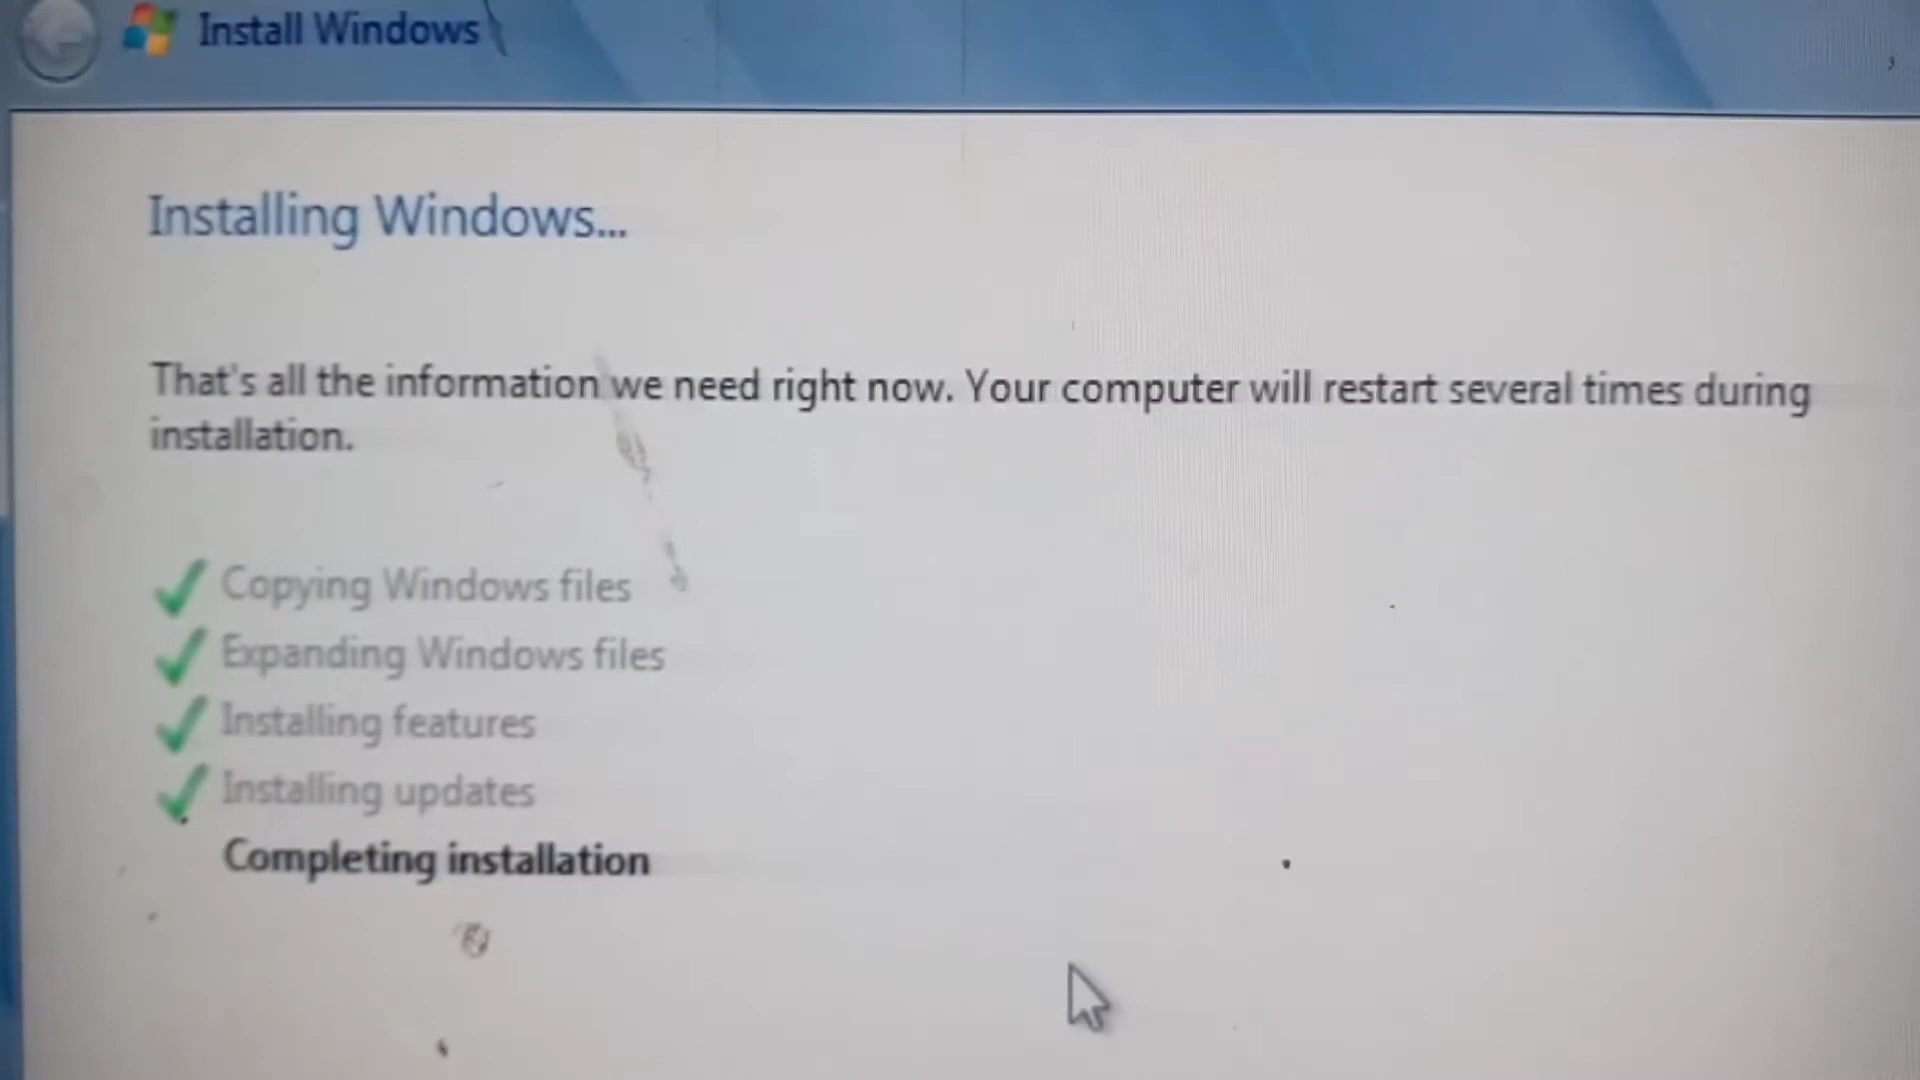 Install Windows
Installing Windows...
That's all the information we need right now. Your computer will restart several times during
installation.
Copying Windows files
Expanding Windows files
Installing features
Installing updates
Completing installation